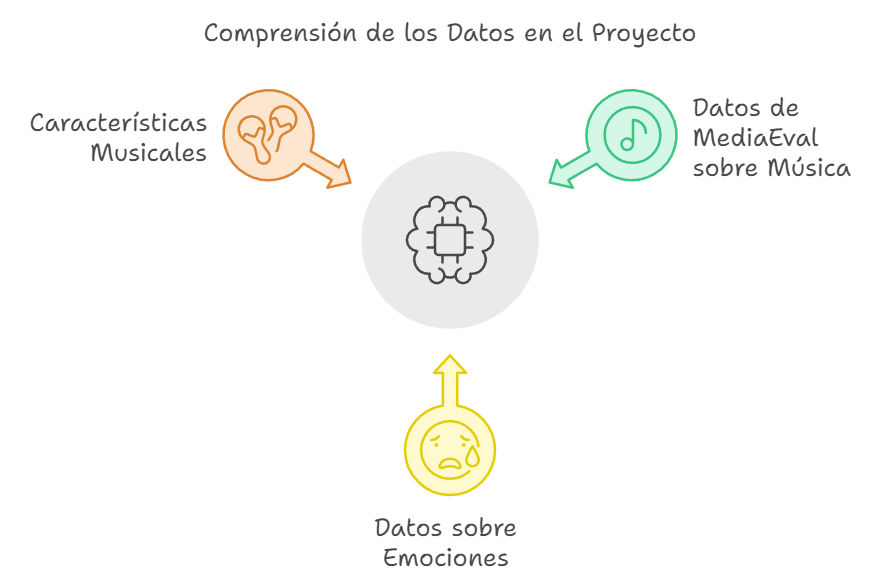 Comprensión de los Datos en el Proyecto
Características
Musicales
Datos de
MediaEval
sobre Música
Datos sobre
Emociones